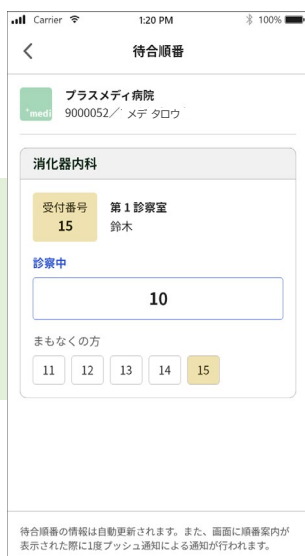 Carrier 1:20 PM 100%
待合順番
プラスメディ病院
+medi 9000052／ メデ タロウ
消化器内科
受付番号 第1診察室
15 鈴木
診察中
10
まもなくの方
11 12 13 14 15
待合順番の情報は自動更新されます。また、画面に順番案内が
表示された際に1度プッシュ通知による通知が行われます。